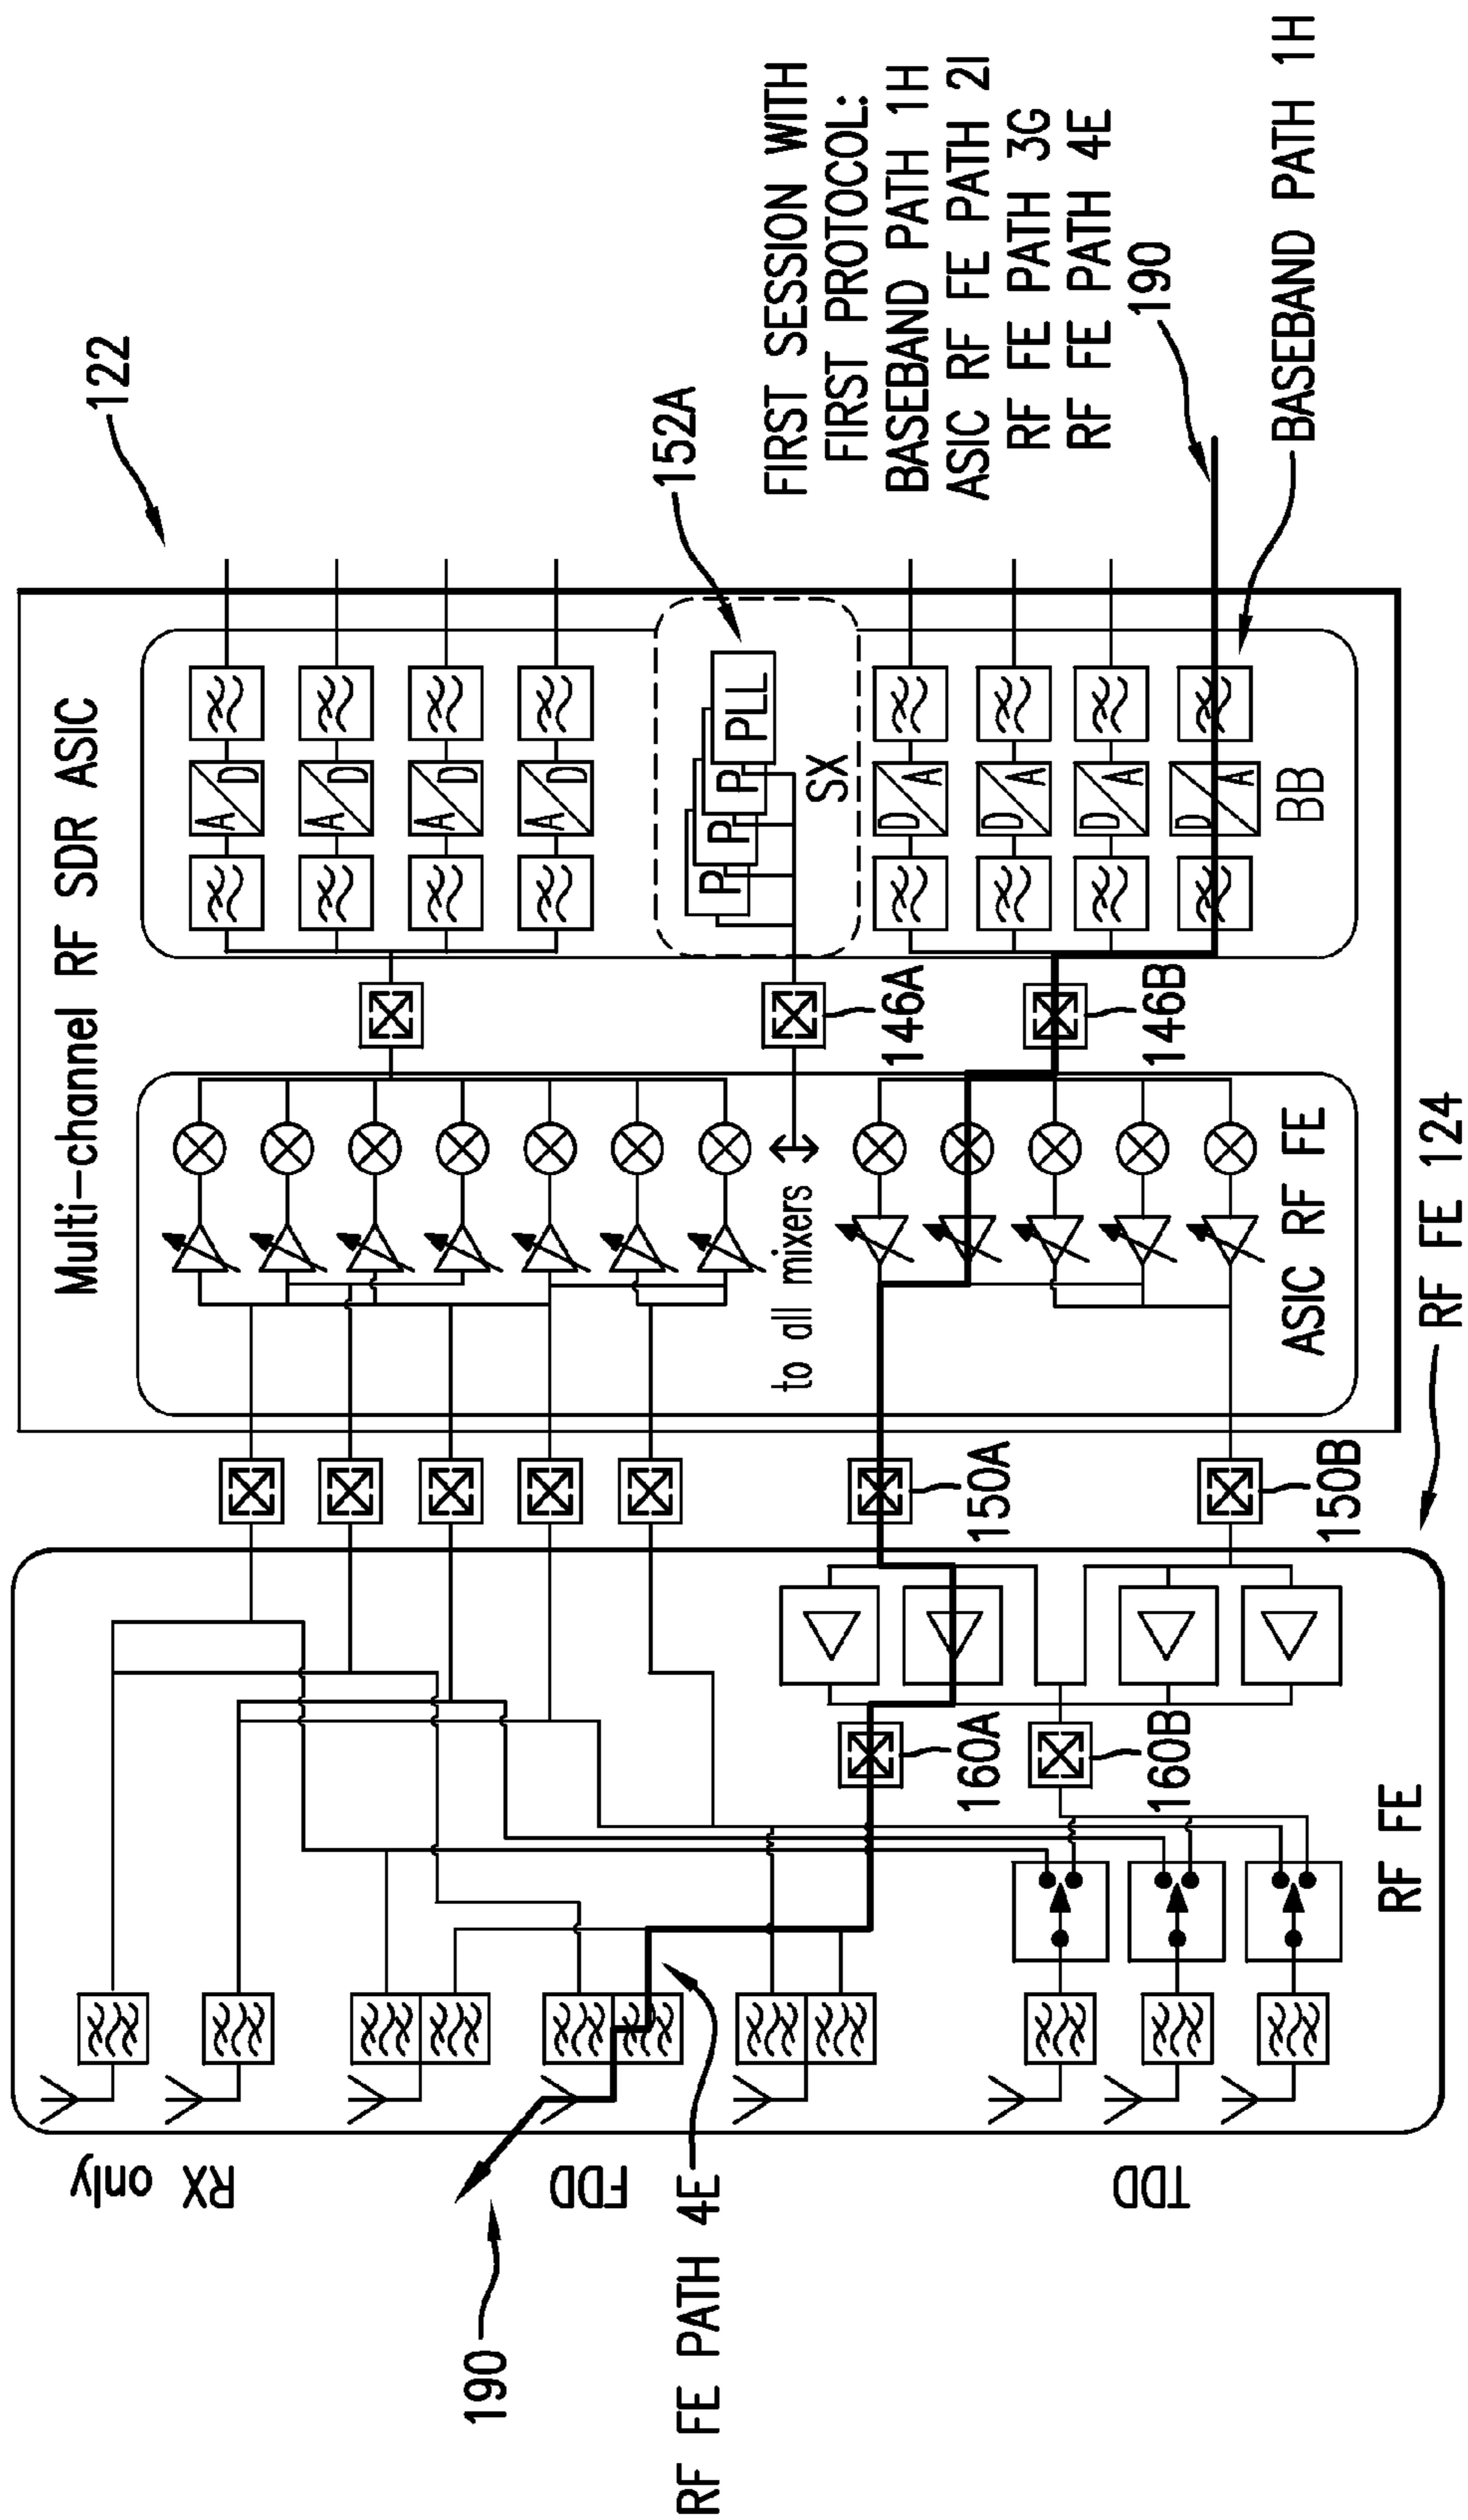 122
Multi-channel RF SDR ASIC
A D
A D
A D
A D
152A
P
P
P
PLL
SX
D A
D A
D A
D A
BB
146A
146B
to all mixers
ASIC RF FE
FIRST SESSION WITH
FIRST PROTOCOL:
BASEBAND PATH 1H
ASIC RF FE PATH 2I
RF FE PATH 3G
RF FE PATH 4E
190
BASEBAND PATH 1H
150A
150B
RF FE 124
160A
160B
RF FE
RX
only
FDD
TDD
190
RF FE PATH 4E